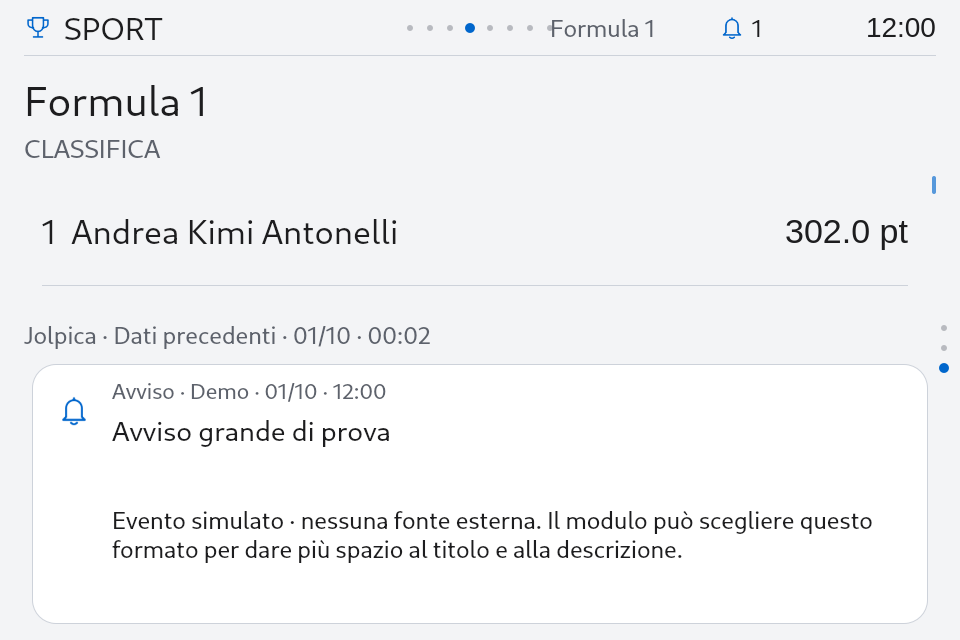 SPORT
Formula 1
1
12:00
Formula 1
CLASSIFICA
1 Andrea Kimi Antonelli
302.0 pt
Jolpica · Dati precedenti · 01/10 · 00:02
Avviso · Demo · 01/10 · 12:00
Avviso grande di prova
Evento simulato · nessuna fonte esterna. Il modulo può scegliere questo
formato per dare più spazio al titolo e alla descrizione.